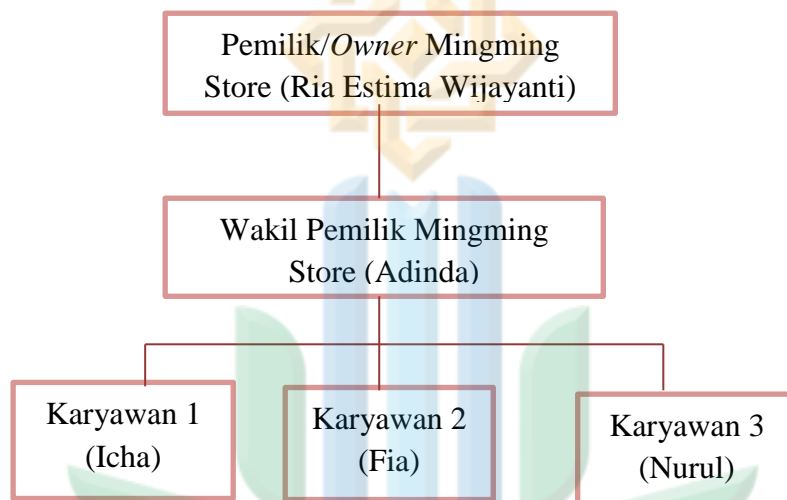 Pemilik/Owner Mingming
Store (Ria Estima Wijayanti)
Wakil Pemilik Mingming
Store (Adinda)
Karyawan 1
(Icha)
Karyawan 2
(Fia)
Karyawan 3
(Nurul)